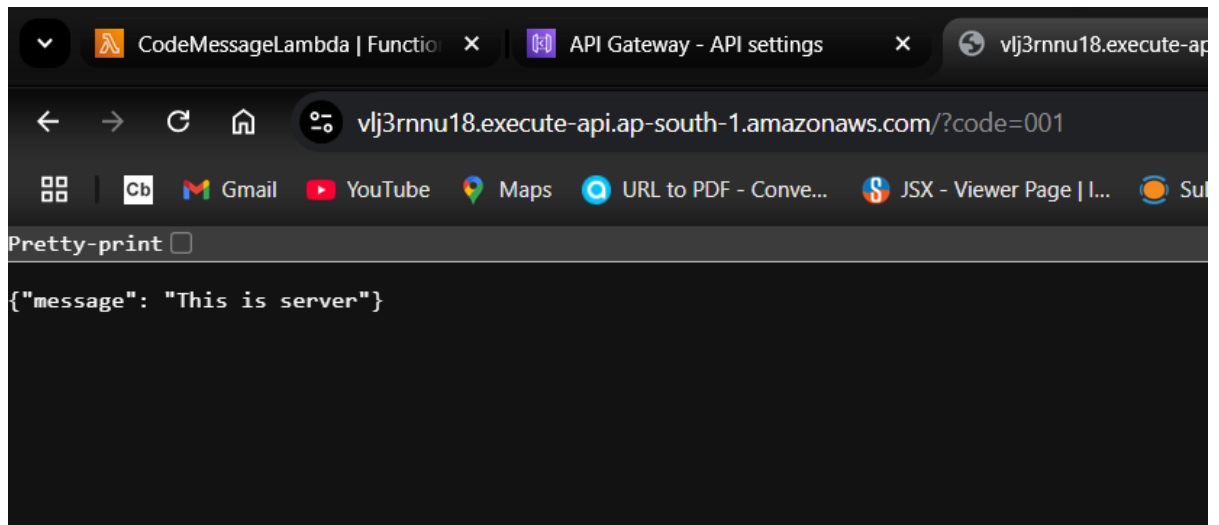 CodeMessageLambda | Functio
API Gateway - API settings
vlj3rnnu18.execute-ap
vlj3rnnu18.execute-api.ap-south-1.amazonaws.com/?code=001
Cb Gmail YouTube Maps URL to PDF - Conve... JSX - Viewer Page | I... Sul
Pretty-print
{"message": "This is server"}